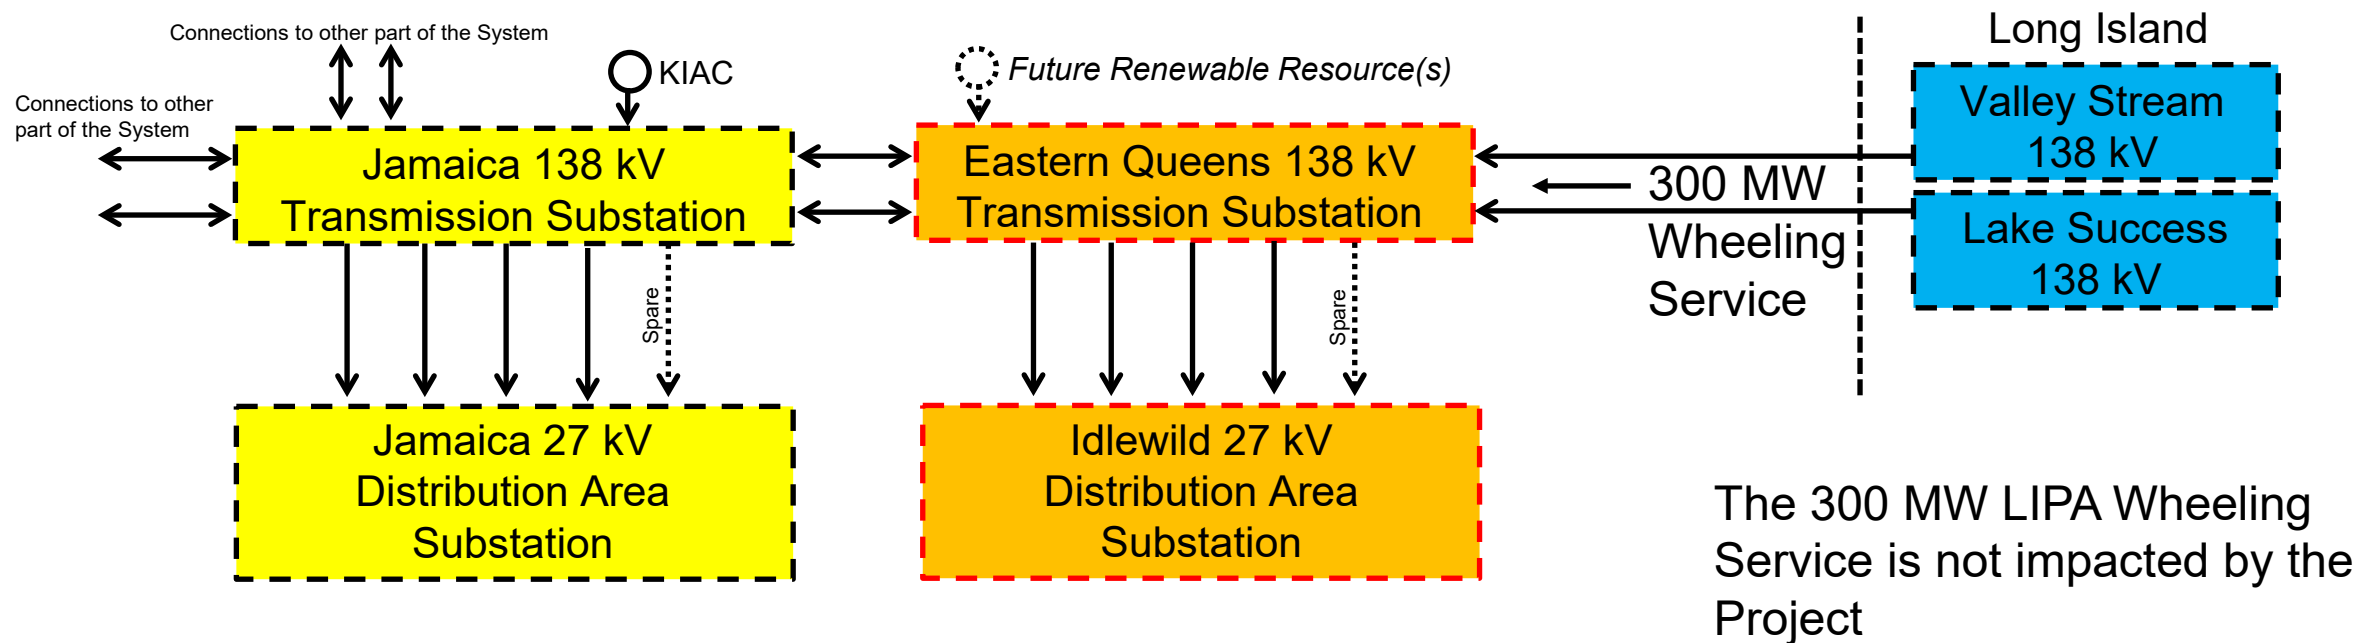 Connections to other part of the System
Connections to other
part of the System
KIAC
Future Renewable Resource(s)
Long Island
Jamaica 138 kV
Transmission Substation
Eastern Queens 138 kV
Transmission Substation
300 MW
Wheeling
Service
Valley Stream
138 kV
Lake Success
138 kV
Spare
Spare
Jamaica 27 kV
Distribution Area
Substation
Idlewild 27 kV
Distribution Area
Substation
The 300 MW LIPA Wheeling
Service is not impacted by the
Project